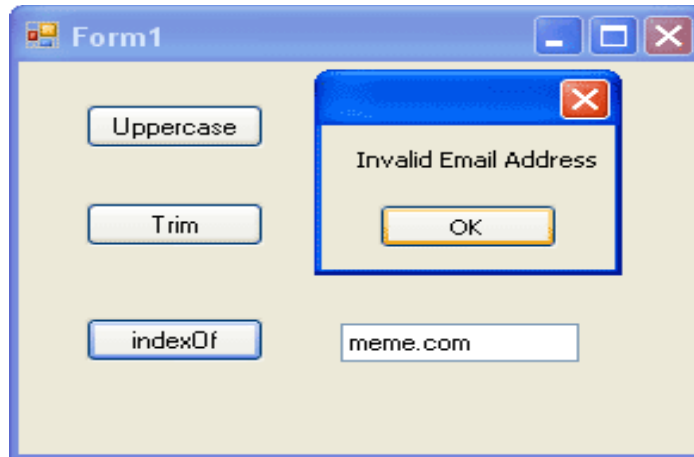 Form1
Uppercase
Invalid Email Address
Trim
OK
indexOf
meme.com